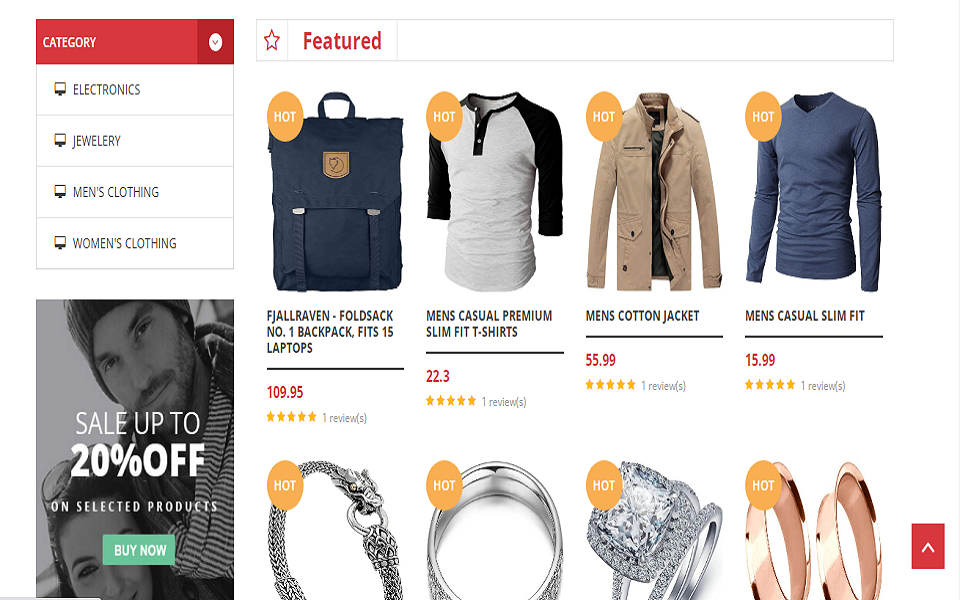 CATEGORY
ELECTRONICS
JEWELERY
MEN'S CLOTHING
WOMEN'S CLOTHING
SALE UP TO
20%OFF
ON SELECTED PRODUCTS
BUY NOW
Featured
HOT
FJALLRAVEN - FOLDSACK
NO. 1 BACKPACK, FITS 15
LAPTOPS
109.95
1 review(s)
HOT
MENS CASUAL PREMIUM
SLIM FIT T-SHIRTS
22.3
1 review(s)
HOT
MENS COTTON JACKET
55.99
1 review(s)
HOT
MENS CASUAL SLIM FIT
15.99
1 review(s)
HOT
HOT
HOT
HOT